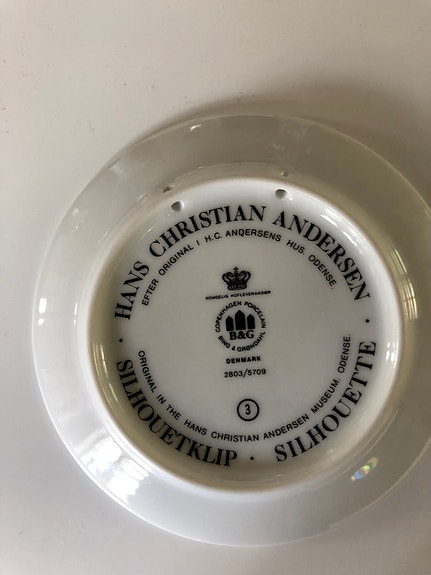 HANS CHRISTIAN ANDERSEN
EFTER ORIGINAL I H.C. ANDERSENS HUS. ODENSE.
KONGELIG HOFLEVERANDØR
COPENHAGEN PORCELAIN
B&G
BING & GRØNDAHL
DENMARK
2803/5709
3
ORIGINAL IN THE HANS CHRISTIAN ANDERSEN MUSEUM. ODENSE.
· SILHOUETKLIP · SILHOUETTE ·